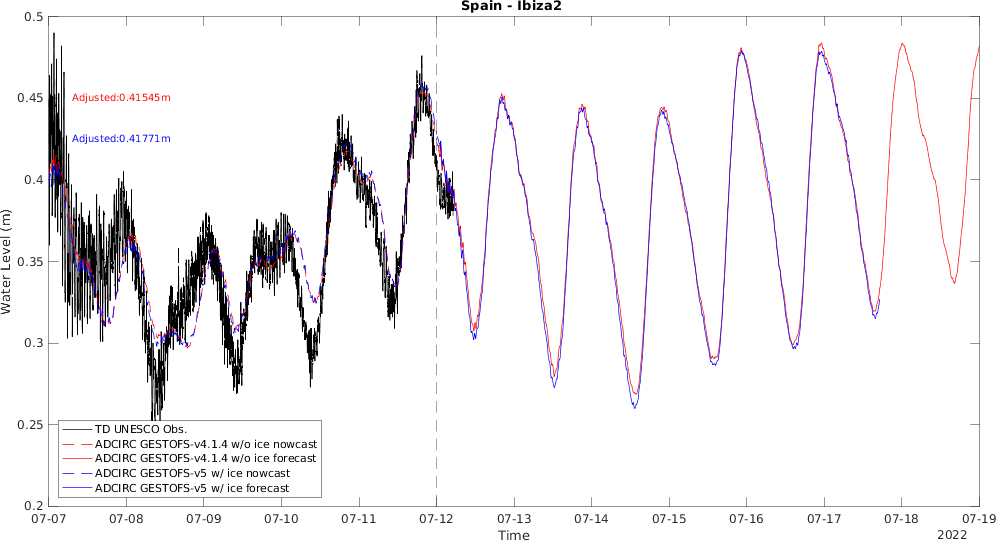 Spain - Ibiza2
0.5
0.45
0.4
0.35
0.3
0.25
0.2
Water Level (m)
Adjusted:0.41545m
Adjusted:0.41771m
TD UNESCO Obs.
ADCIRC GESTOFS-v4.1.4 w/o ice nowcast
ADCIRC GESTOFS-v4.1.4 w/o ice forecast
ADCIRC GESTOFS-v5 w/ ice nowcast
ADCIRC GESTOFS-v5 w/ ice forecast
07-07 07-08 07-09 07-10 07-11 07-12 07-13 07-14 07-15 07-16 07-17 07-18 07-19
Time
2022